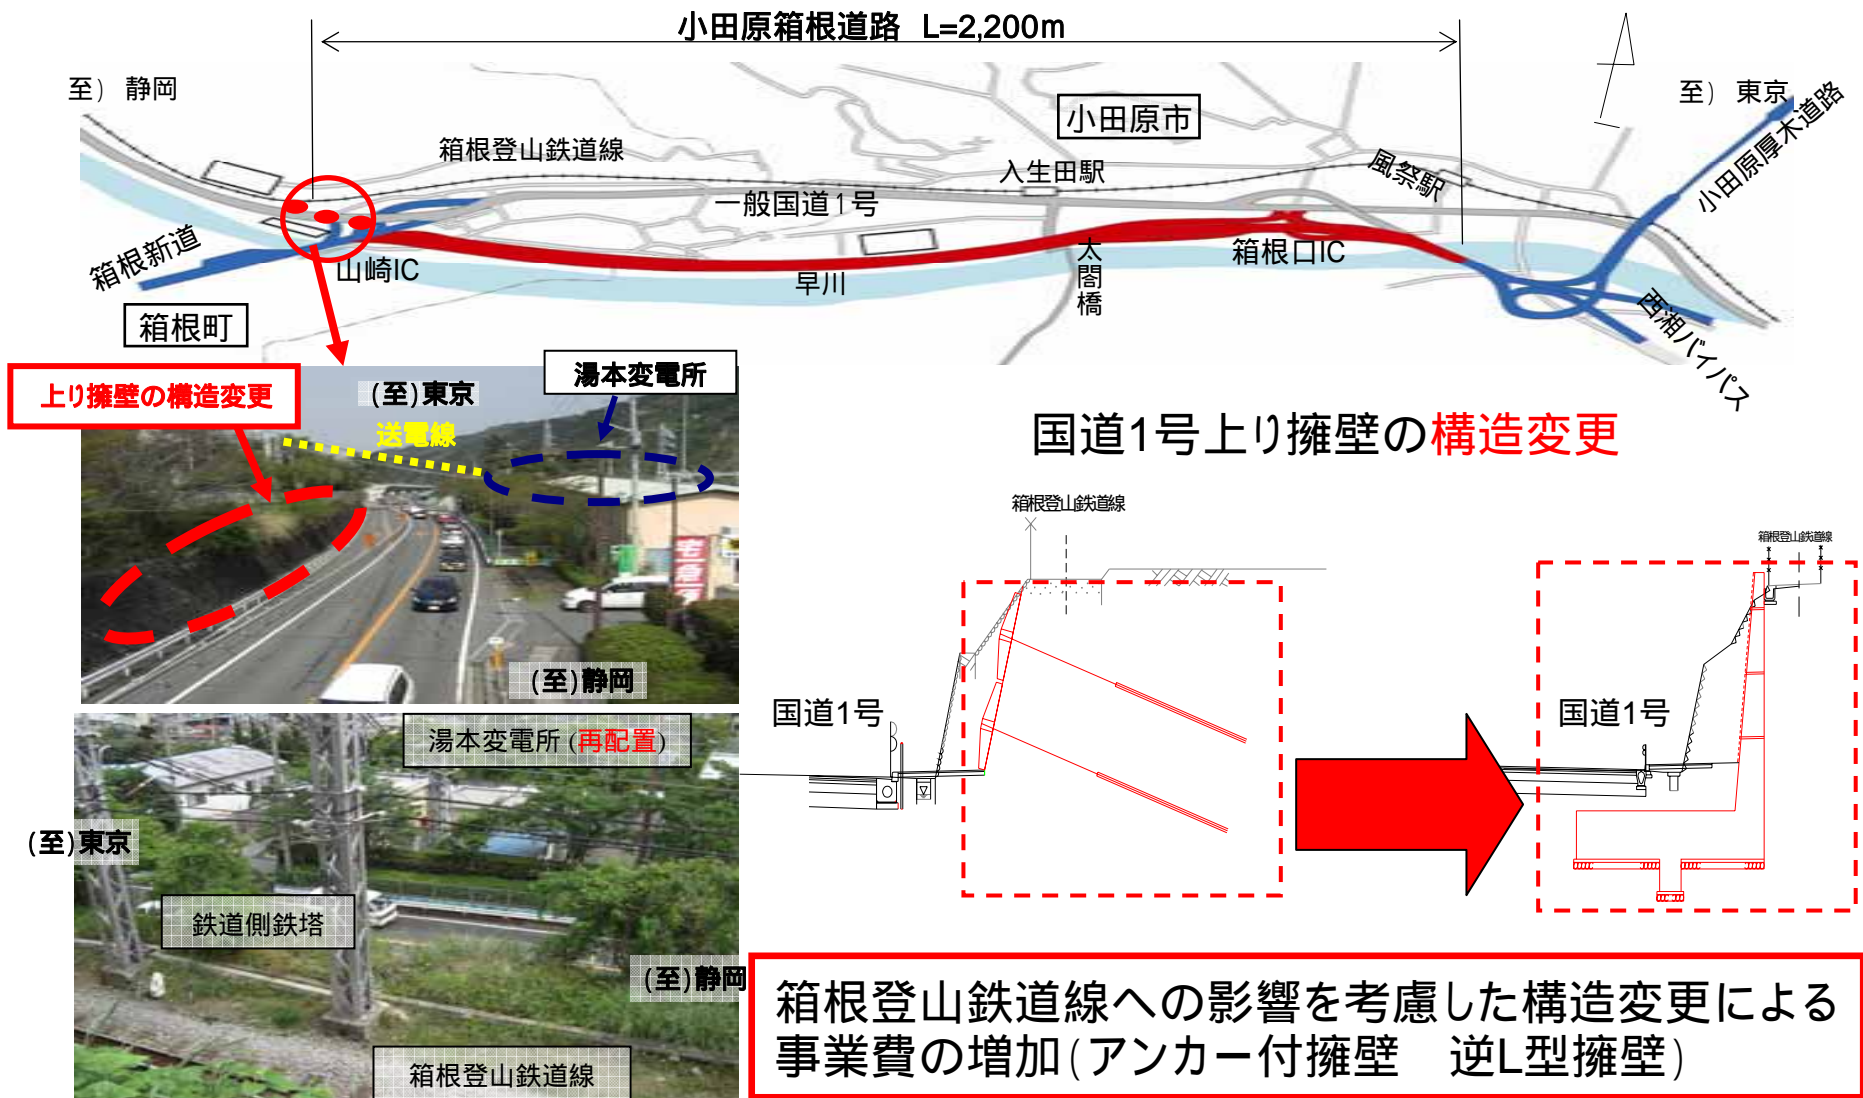 小田原箱根道路 L=2,200m
至) 静岡
至) 東京
小田原市
小田原厚木道路
箱根登山鉄道線
入生田駅
風祭駅
一般国道1号
箱根新道
山崎IC
早川
太閤橋
箱根口IC
西湘バイパス
箱根町
上り擁壁の構造変更
(至)東京
送電線
湯本変電所
(至)静岡
国道1号上り擁壁の構造変更
箱根登山鉄道線
国道1号
箱根登山鉄道線
国道1号
湯本変電所(再配置)
(至)東京
鉄道側鉄塔
(至)静岡
箱根登山鉄道線
箱根登山鉄道線への影響を考慮した構造変更による
事業費の増加(アンカー付擁壁 逆L型擁壁)